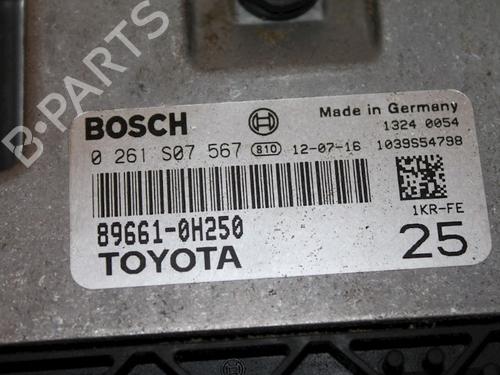 B-PARTS
BOSCH
Made in Germany
1324 0054
0 261 S07 567 810 12-07-16 1039S54798
89661-0H250
1KR-FE
TOYOTA
25